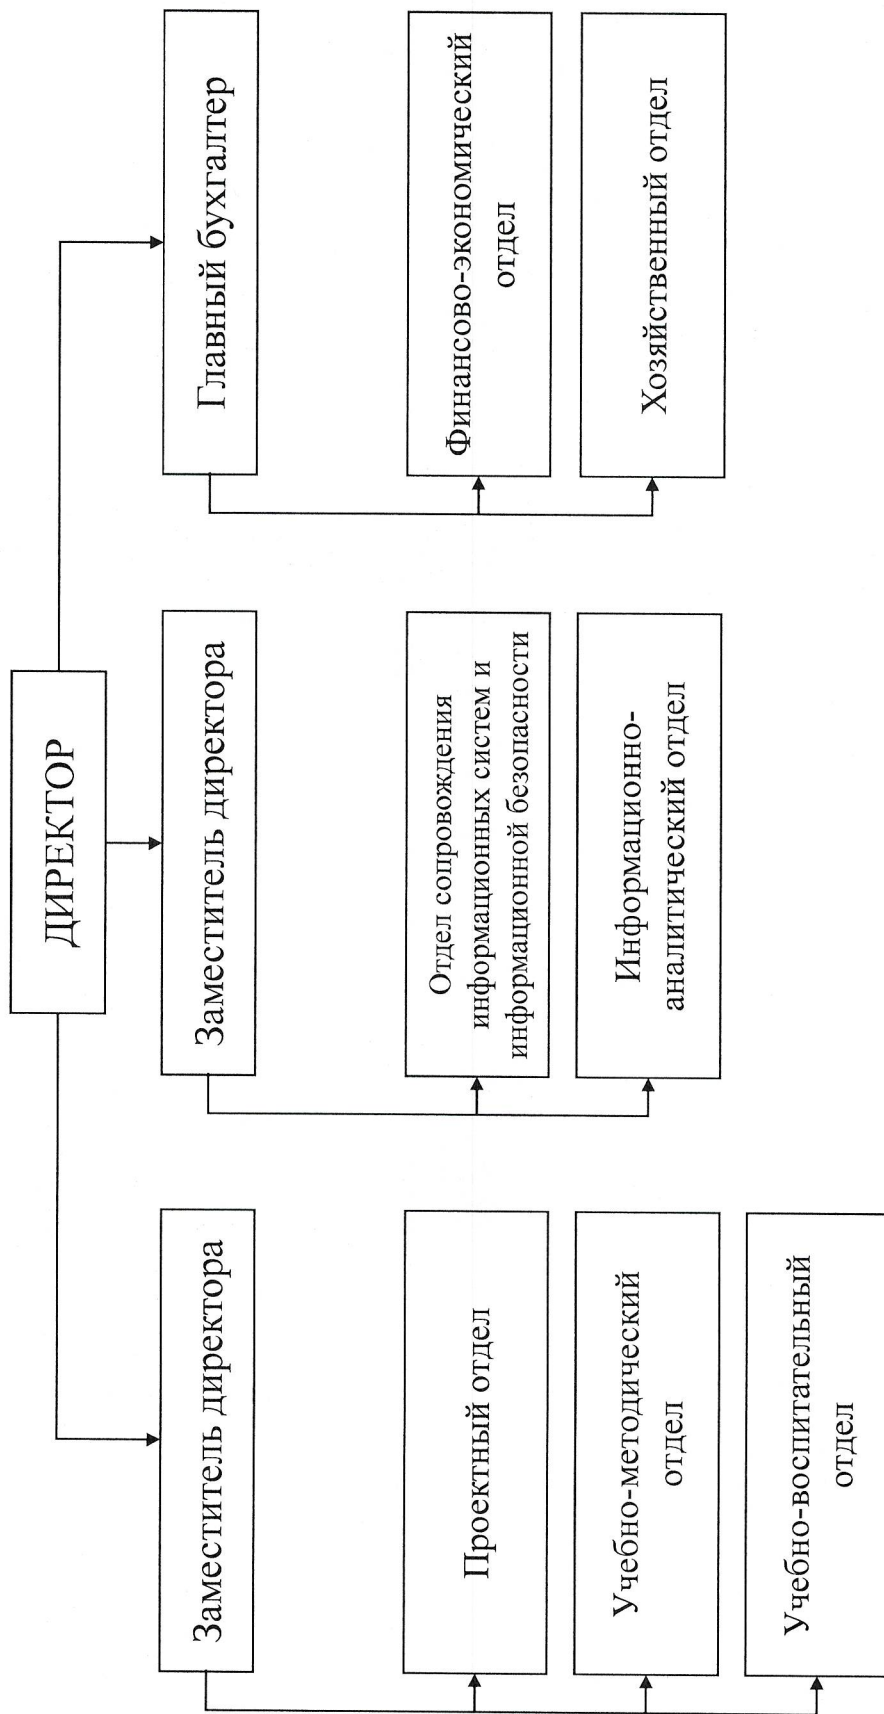 ДИРЕКТОР
Заместитель директора
Заместитель директора
Главный бухгалтер
Проектный отдел
Учебно-методический
отдел
Учебно-воспитательный
отдел
Отдел сопровождения
информационных систем и
информационной безопасности
Информационно-
аналитический отдел
Финансово-экономический
отдел
Хозяйственный отдел